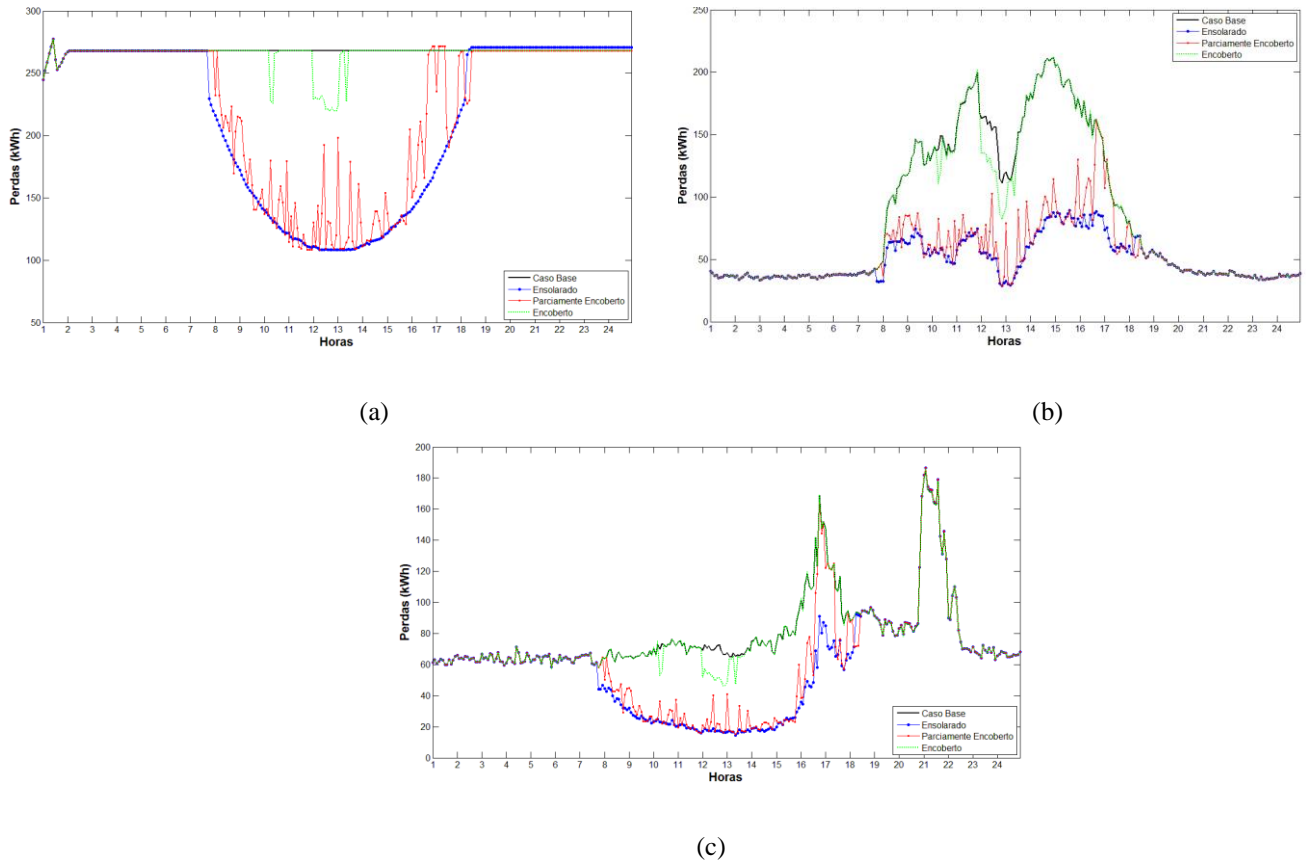 300
250
200
150
100
50
Perdas (kWh)
Caso Base
Ensolarado
Parciamente Encoberto
Encoberto
1 2 3 4 5 6 7 8 9 10 11 12 13 14 15 16 17 18 19 20 21 22 23 24
Horas
(a)
250
200
150
100
50
0
Perdas (kWh)
Caso Base
Ensolarado
Parciamente Encoberto
Encoberto
1 2 3 4 5 6 7 8 9 10 11 12 13 14 15 16 17 18 19 20 21 22 23 24
Horas
(b)
200
180
160
140
120
100
80
60
40
20
0
Perdas (kWh)
Caso Base
Ensolarado
Parciamente Encoberto
Encoberto
1 2 3 4 5 6 7 8 9 10 11 12 13 14 15 16 17 18 19 20 21 22 23 24
Horas
(c)